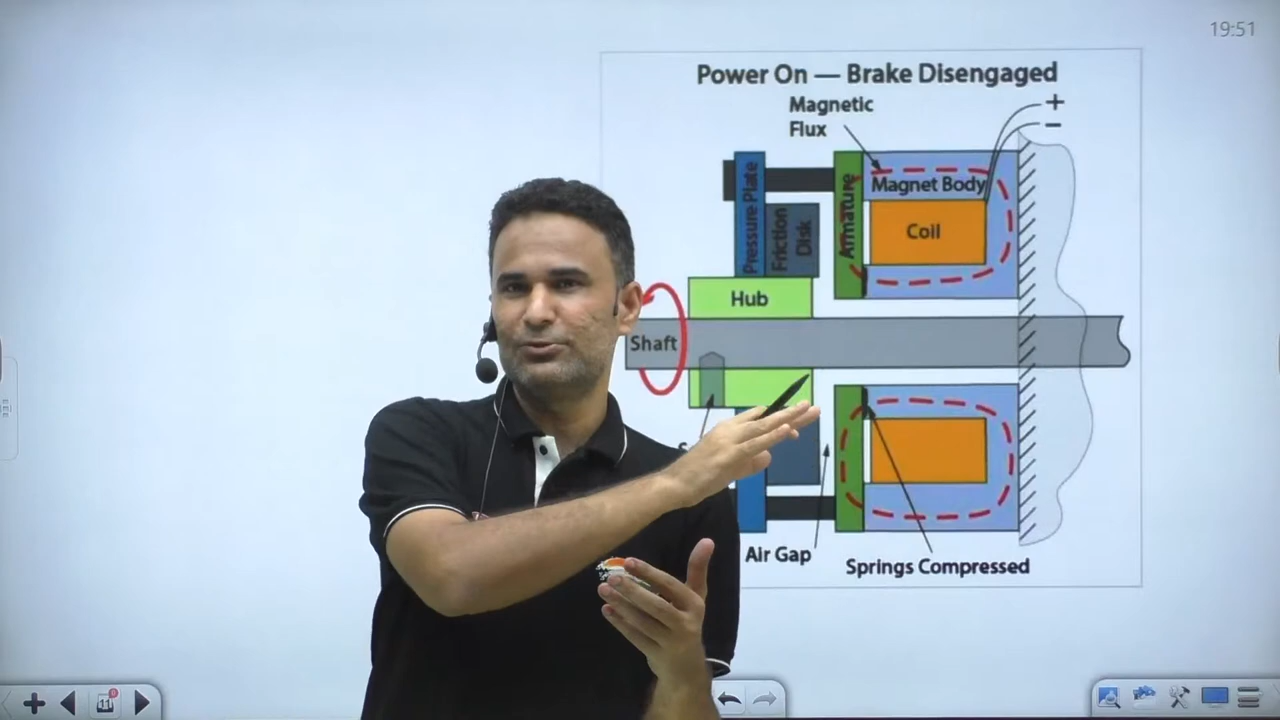 19:51
Power On — Brake Disengaged
Magnetic
Flux
+
−
Pressure Plate
Friction
Disk
Armature
Magnet Body
Coil
Hub
Shaft
Air Gap
Springs Compressed
11